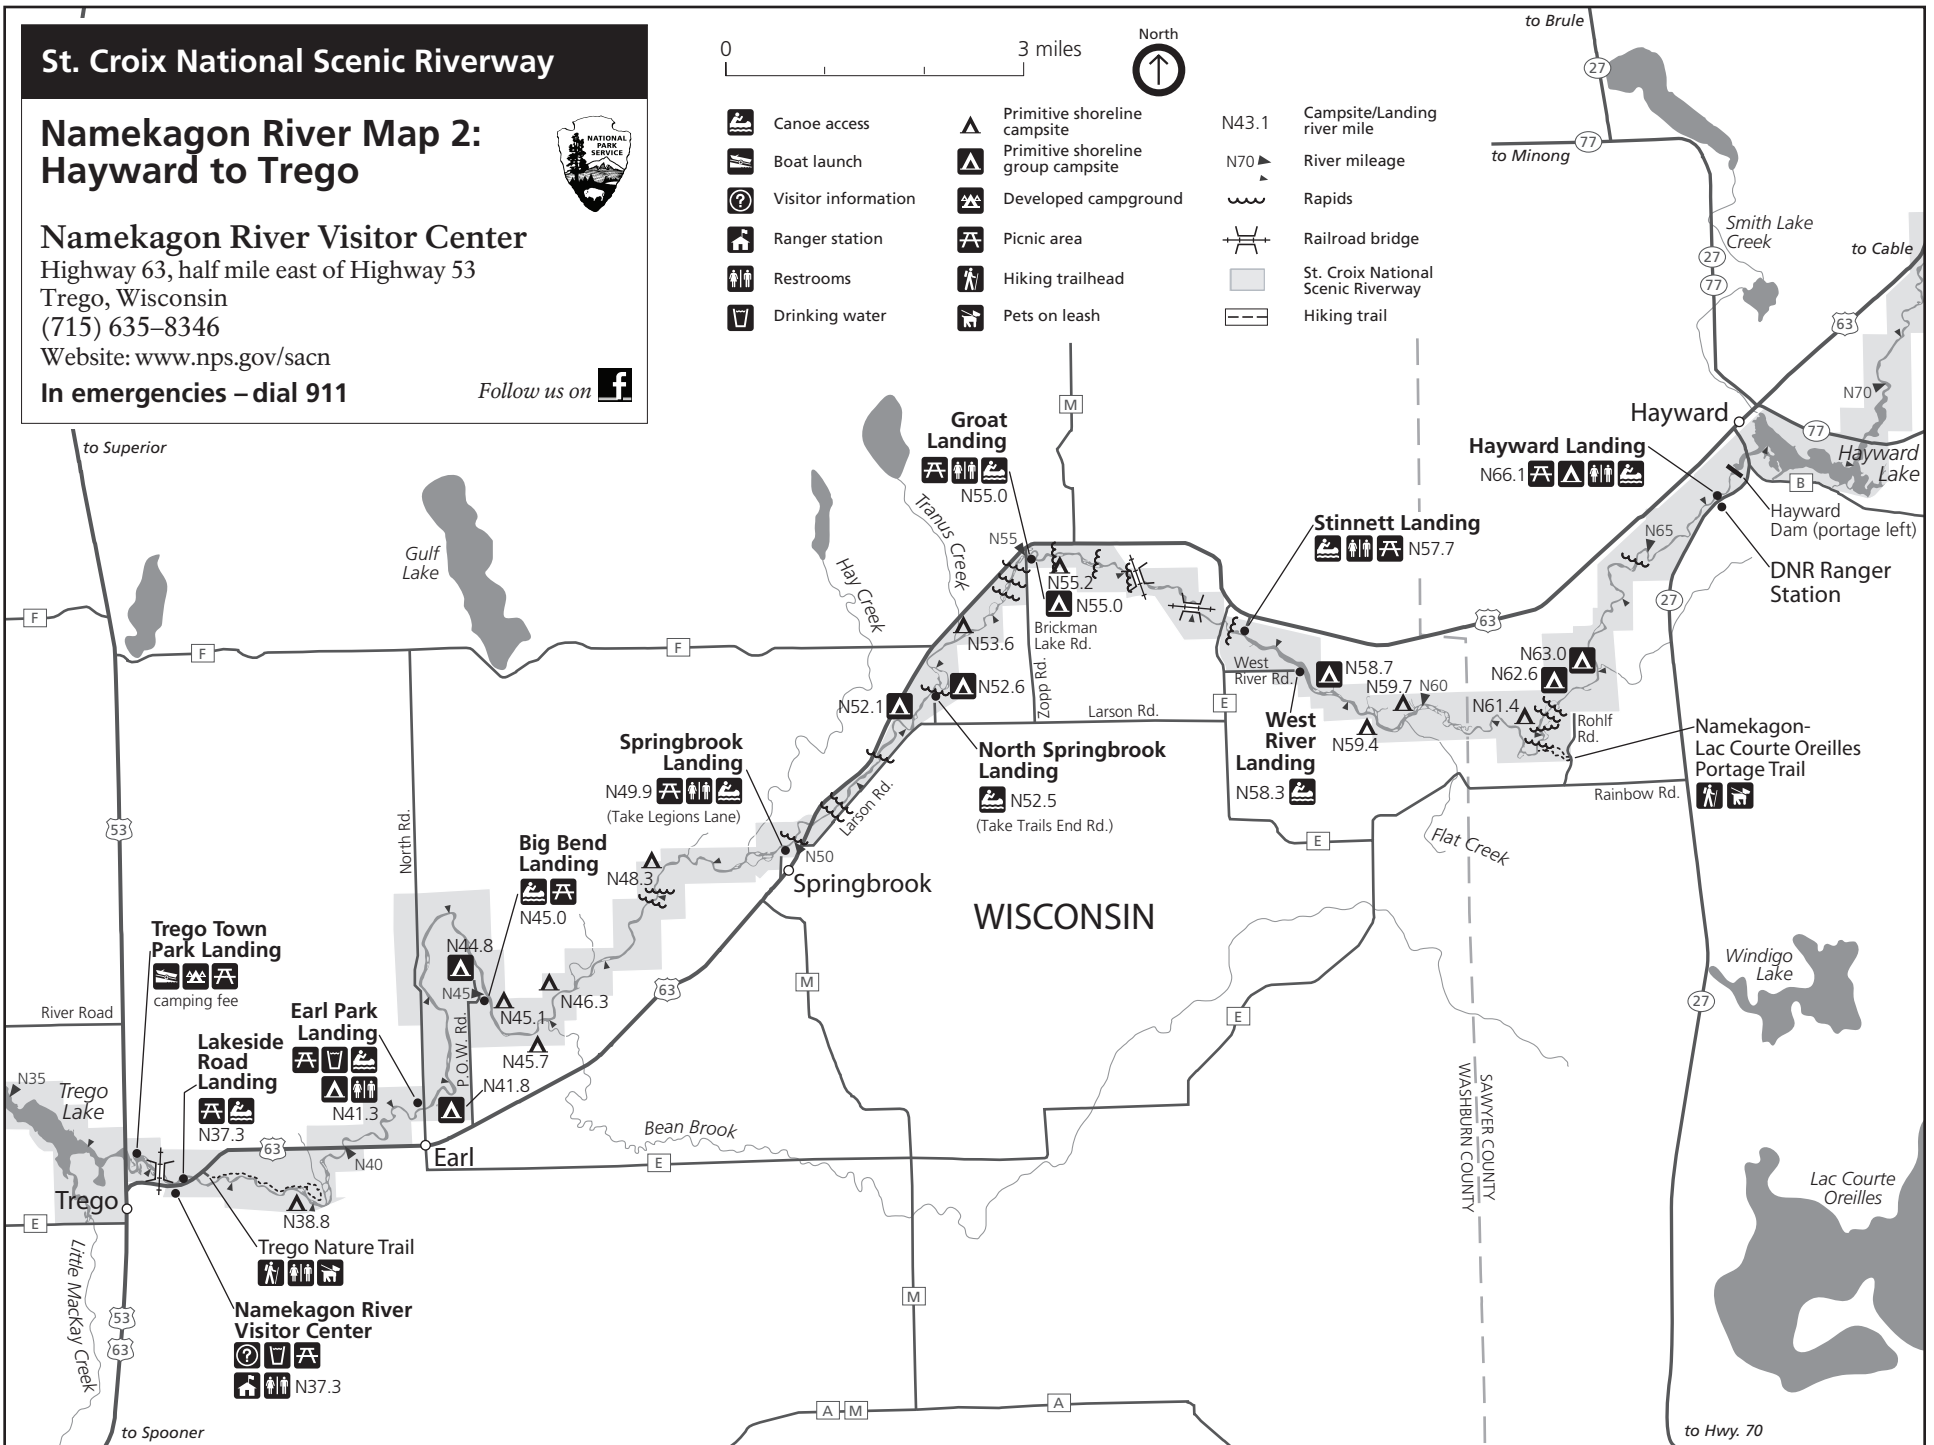 St. Croix National Scenic Riverway
Namekagon River Map 2:
Hayward to Trego
NATIONAL
PARK
SERVICE
Namekagon River Visitor Center
Highway 63, half mile east of Highway 53
Trego, Wisconsin
(715) 635–8346
Website: www.nps.gov/sacn
In emergencies – dial 911
Follow us on f
0
3 miles
North
Canoe access
Boat launch
Visitor information
Ranger station
Restrooms
Drinking water
Primitive shoreline
campsite
Primitive shoreline
group campsite
Developed campground
Picnic area
Hiking trailhead
Pets on leash
N43.1
Campsite/Landing
river mile
N70
River mileage
Rapids
Railroad bridge
St. Croix National
Scenic Riverway
Hiking trail
to Brule
27
77
to Minong
Smith Lake
Creek
to Cable
27
77
63
N70
Hayward
77
Hayward
Lake
B
Hayward Landing
N66.1
Hayward
Dam (portage left)
N65
DNR Ranger
Station
27
to Superior
Gulf
Lake
Groat
Landing
N55.0
M
Tranus Creek
Hay Creek
N55
N55.2
N55.0
Brickman
Lake Rd.
Stinnett Landing
N57.7
63
F
F
F
N53.6
N52.6
N52.1
Zopp Rd.
Larson Rd.
West
River Rd.
E
N58.7
N59.7
N60
N59.4
N61.4
N63.0
N62.6
Rohlf
Rd.
West
River
Landing
N58.3
Namekagon-
Lac Courte Oreilles
Portage Trail
Rainbow Rd.
Flat Creek
E
Springbrook
Landing
N49.9
(Take Legions Lane)
North Springbrook
Landing
N52.5
(Take Trails End Rd.)
Larson Rd.
N50
Springbrook
53
North Rd.
Big Bend
Landing
N45.0
N48.3
WISCONSIN
Trego Town
Park Landing
camping fee
N44.8
N45
N45.1
N46.3
N45.7
63
M
E
Windigo
Lake
27
River Road
Lakeside
Road
Landing
N37.3
Earl Park
Landing
N41.3
P.O.W. Rd.
N41.8
N35
Trego
Lake
63
N40
Earl
Bean Brook
E
SAWYER COUNTY
WASHBURN COUNTY
Lac Courte
Oreilles
Trego
E
N38.8
Trego Nature Trail
Little MacKay Creek
53
63
Namekagon River
Visitor Center
N37.3
M
A
M
A
to Spooner
to Hwy. 70